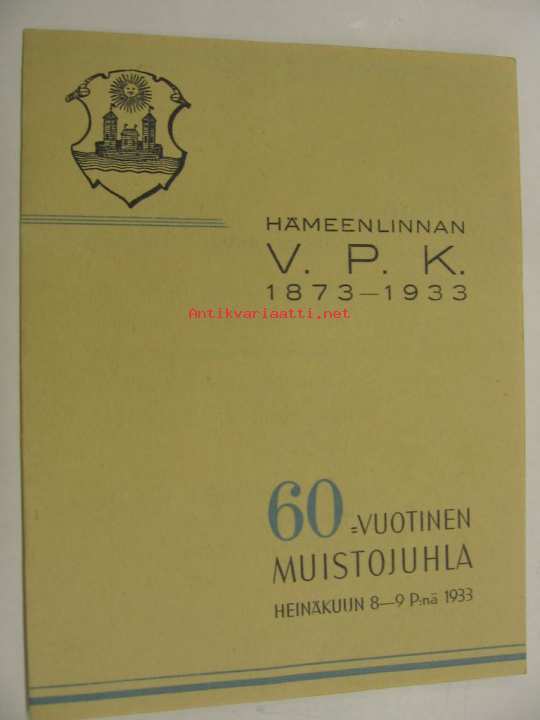 HÄMEENLINNAN
V. P. K.
1873—1933
Antikvariaatti.net
60=VUOTINEN
MUISTOJUHLA
HEINÄKUUN 8—9 P:nä 1933